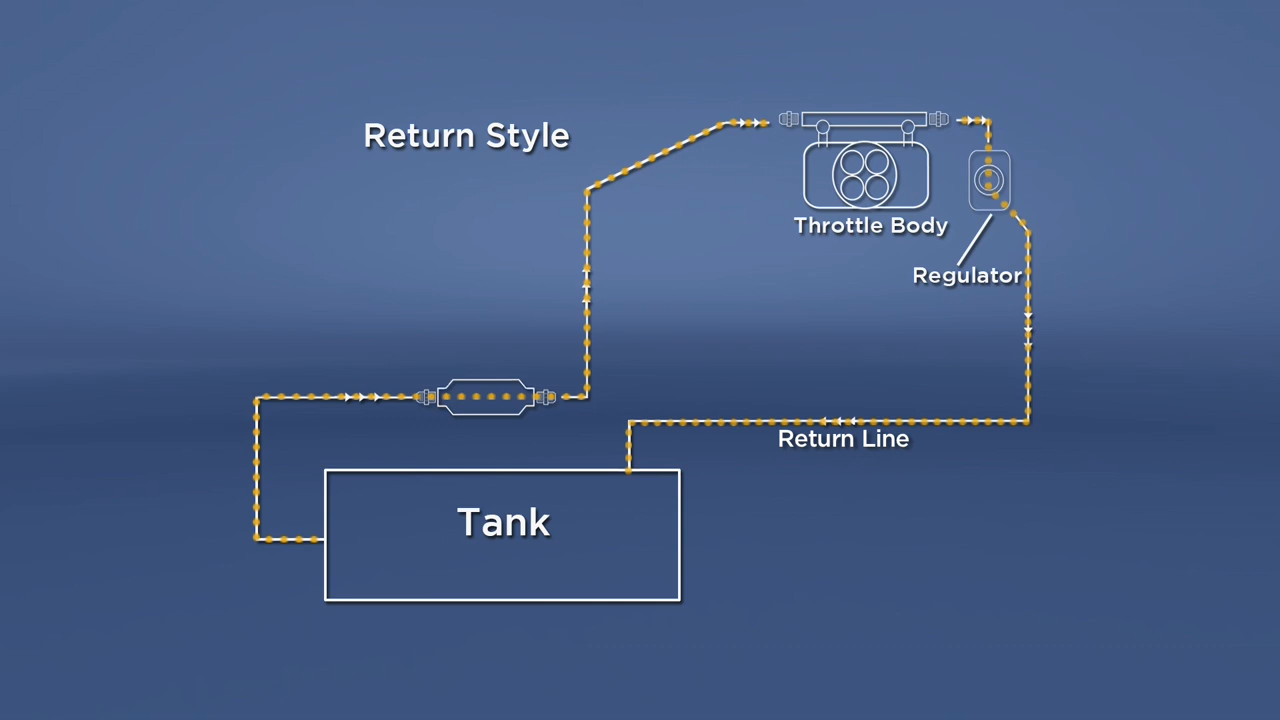 Return Style
Throttle Body
Regulator
Return Line
Tank